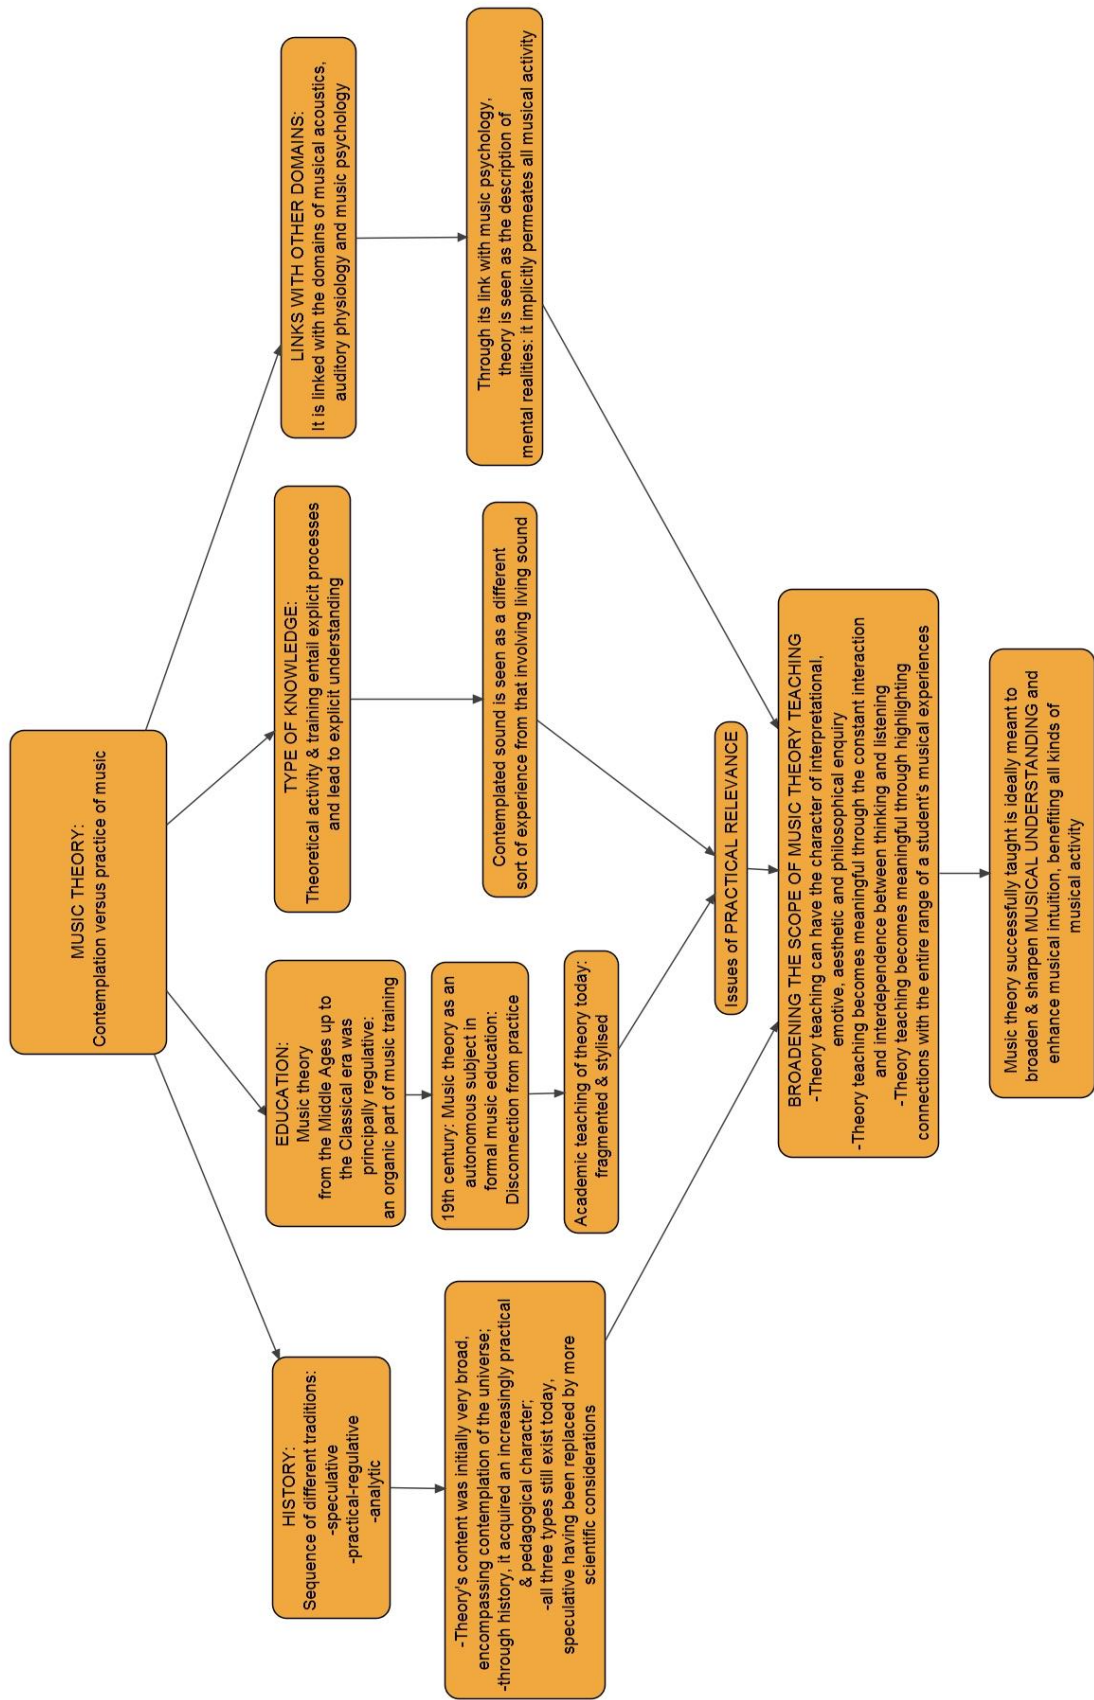 MUSIC THEORY:
Contemplation versus practice of music
HISTORY:
Sequence of different traditions:
-speculative
-practical-regulative
-analytic
-Theory's content was initially very broad,
encompassing contemplation of the universe;
-through history, it acquired an increasingly practical
& pedagogical character;
-all three types still exist today,
speculative having been replaced by more
scientific considerations
EDUCATION:
Music theory
from the Middle Ages up to
the Classical era was
principally regulative:
an organic part of music training
19th century: Music theory as an
autonomous subject in
formal music education:
Disconnection from practice
Academic teaching of theory today:
fragmented & stylised
TYPE OF KNOWLEDGE:
Theoretical activity & training entail explicit processes
and lead to explicit understanding
Contemplated sound is seen as a different
sort of experience from that involving living sound
LINKS WITH OTHER DOMAINS:
It is linked with the domains of musical acoustics,
auditory physiology and music psychology
Through its link with music psychology,
theory is seen as the description of
mental realities: it implicitly permeates all musical activity
Issues of PRACTICAL RELEVANCE
BROADENING THE SCOPE OF MUSIC THEORY TEACHING
-Theory teaching can have the character of interpretational,
emotive, aesthetic and philosophical enquiry
-Theory teaching becomes meaningful through the constant interaction
and interdependence between thinking and listening
-Theory teaching becomes meaningful through highlighting
connections with the entire range of a student's musical experiences
Music theory successfully taught is ideally meant to
broaden & sharpen MUSICAL UNDERSTANDING and
enhance musical intuition, benefiting all kinds of
musical activity